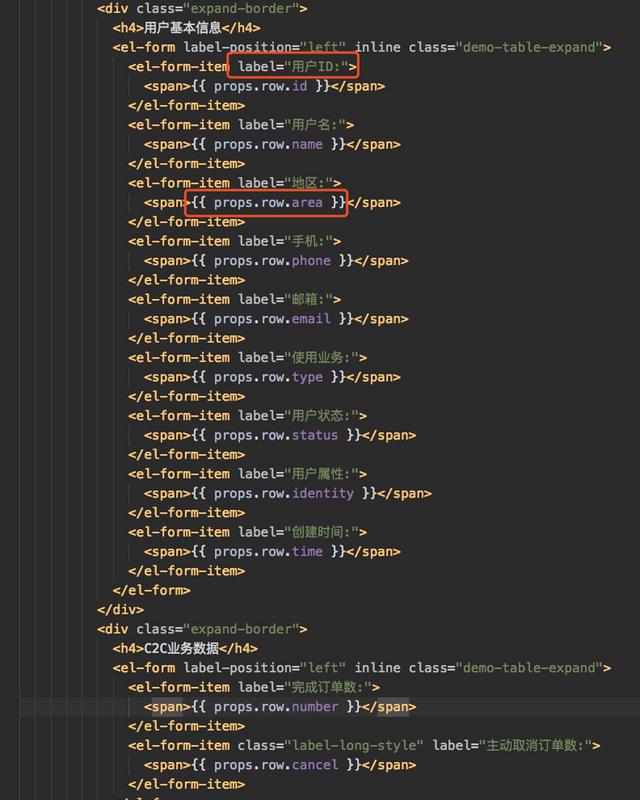 <div class="expand-border">
<h4>用户基本信息</h4>
<el-form label-position="left" inline class="demo-table-expand">
<el-form-item label="用户ID:">
<span>{{ props.row.id }}</span>
</el-form-item>
<el-form-item label="用户名:">
<span>{{ props.row.name }}</span>
</el-form-item>
<el-form-item label="地区:">
<span>{{ props.row.area }}</span>
</el-form-item>
<el-form-item label="手机:">
<span>{{ props.row.phone }}</span>
</el-form-item>
<el-form-item label="邮箱:">
<span>{{ props.row.email }}</span>
</el-form-item>
<el-form-item label="使用业务:">
<span>{{ props.row.type }}</span>
</el-form-item>
<el-form-item label="用户状态:">
<span>{{ props.row.status }}</span>
</el-form-item>
<el-form-item label="用户属性:">
<span>{{ props.row.identity }}</span>
</el-form-item>
<el-form-item label="创建时间:">
<span>{{ props.row.time }}</span>
</el-form-item>
</el-form>
</div>
<div class="expand-border">
<h4>C2C业务数据</h4>
<el-form label-position="left" inline class="demo-table-expand">
<el-form-item label="完成订单数:">
<span>{{ props.row.number }}</span>
</el-form-item>
<el-form-item class="label-long-style" label="主动取消订单数:">
<span>{{ props.row.cancel }}</span>
</el-form-item>